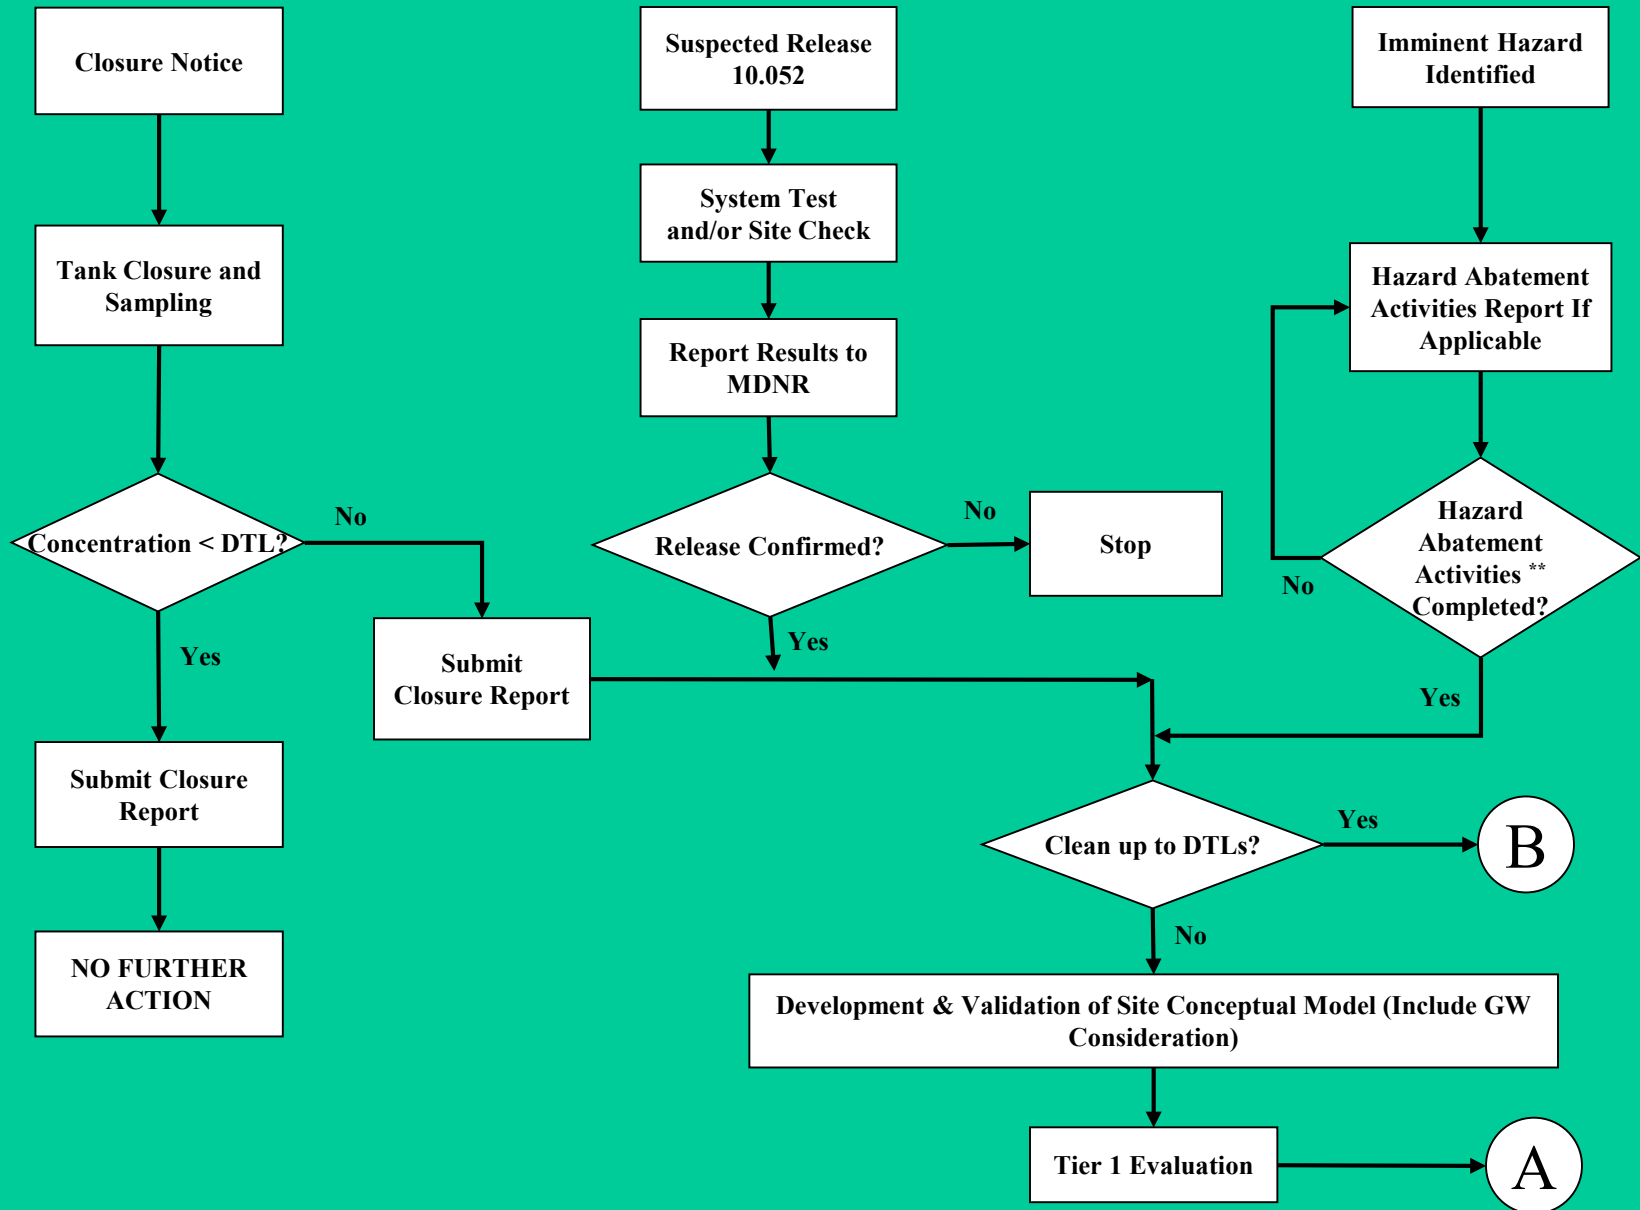 Closure Notice
Suspected Release
10.052
Imminent Hazard
Identified
System Test
and/or Site Check
Tank Closure and
Sampling
Hazard Abatement
Activities Report If
Applicable
Report Results to
MDNR
Concentration < DTL?
No
Release Confirmed?
No
Stop
Hazard
Abatement
Activities **
Completed?
No
Yes
Submit
Closure Report
Yes
Yes
Submit Closure
Report
Clean up to DTLs?
Yes
B
No
NO FURTHER
ACTION
Development & Validation of Site Conceptual Model (Include GW
Consideration)
Tier 1 Evaluation
A